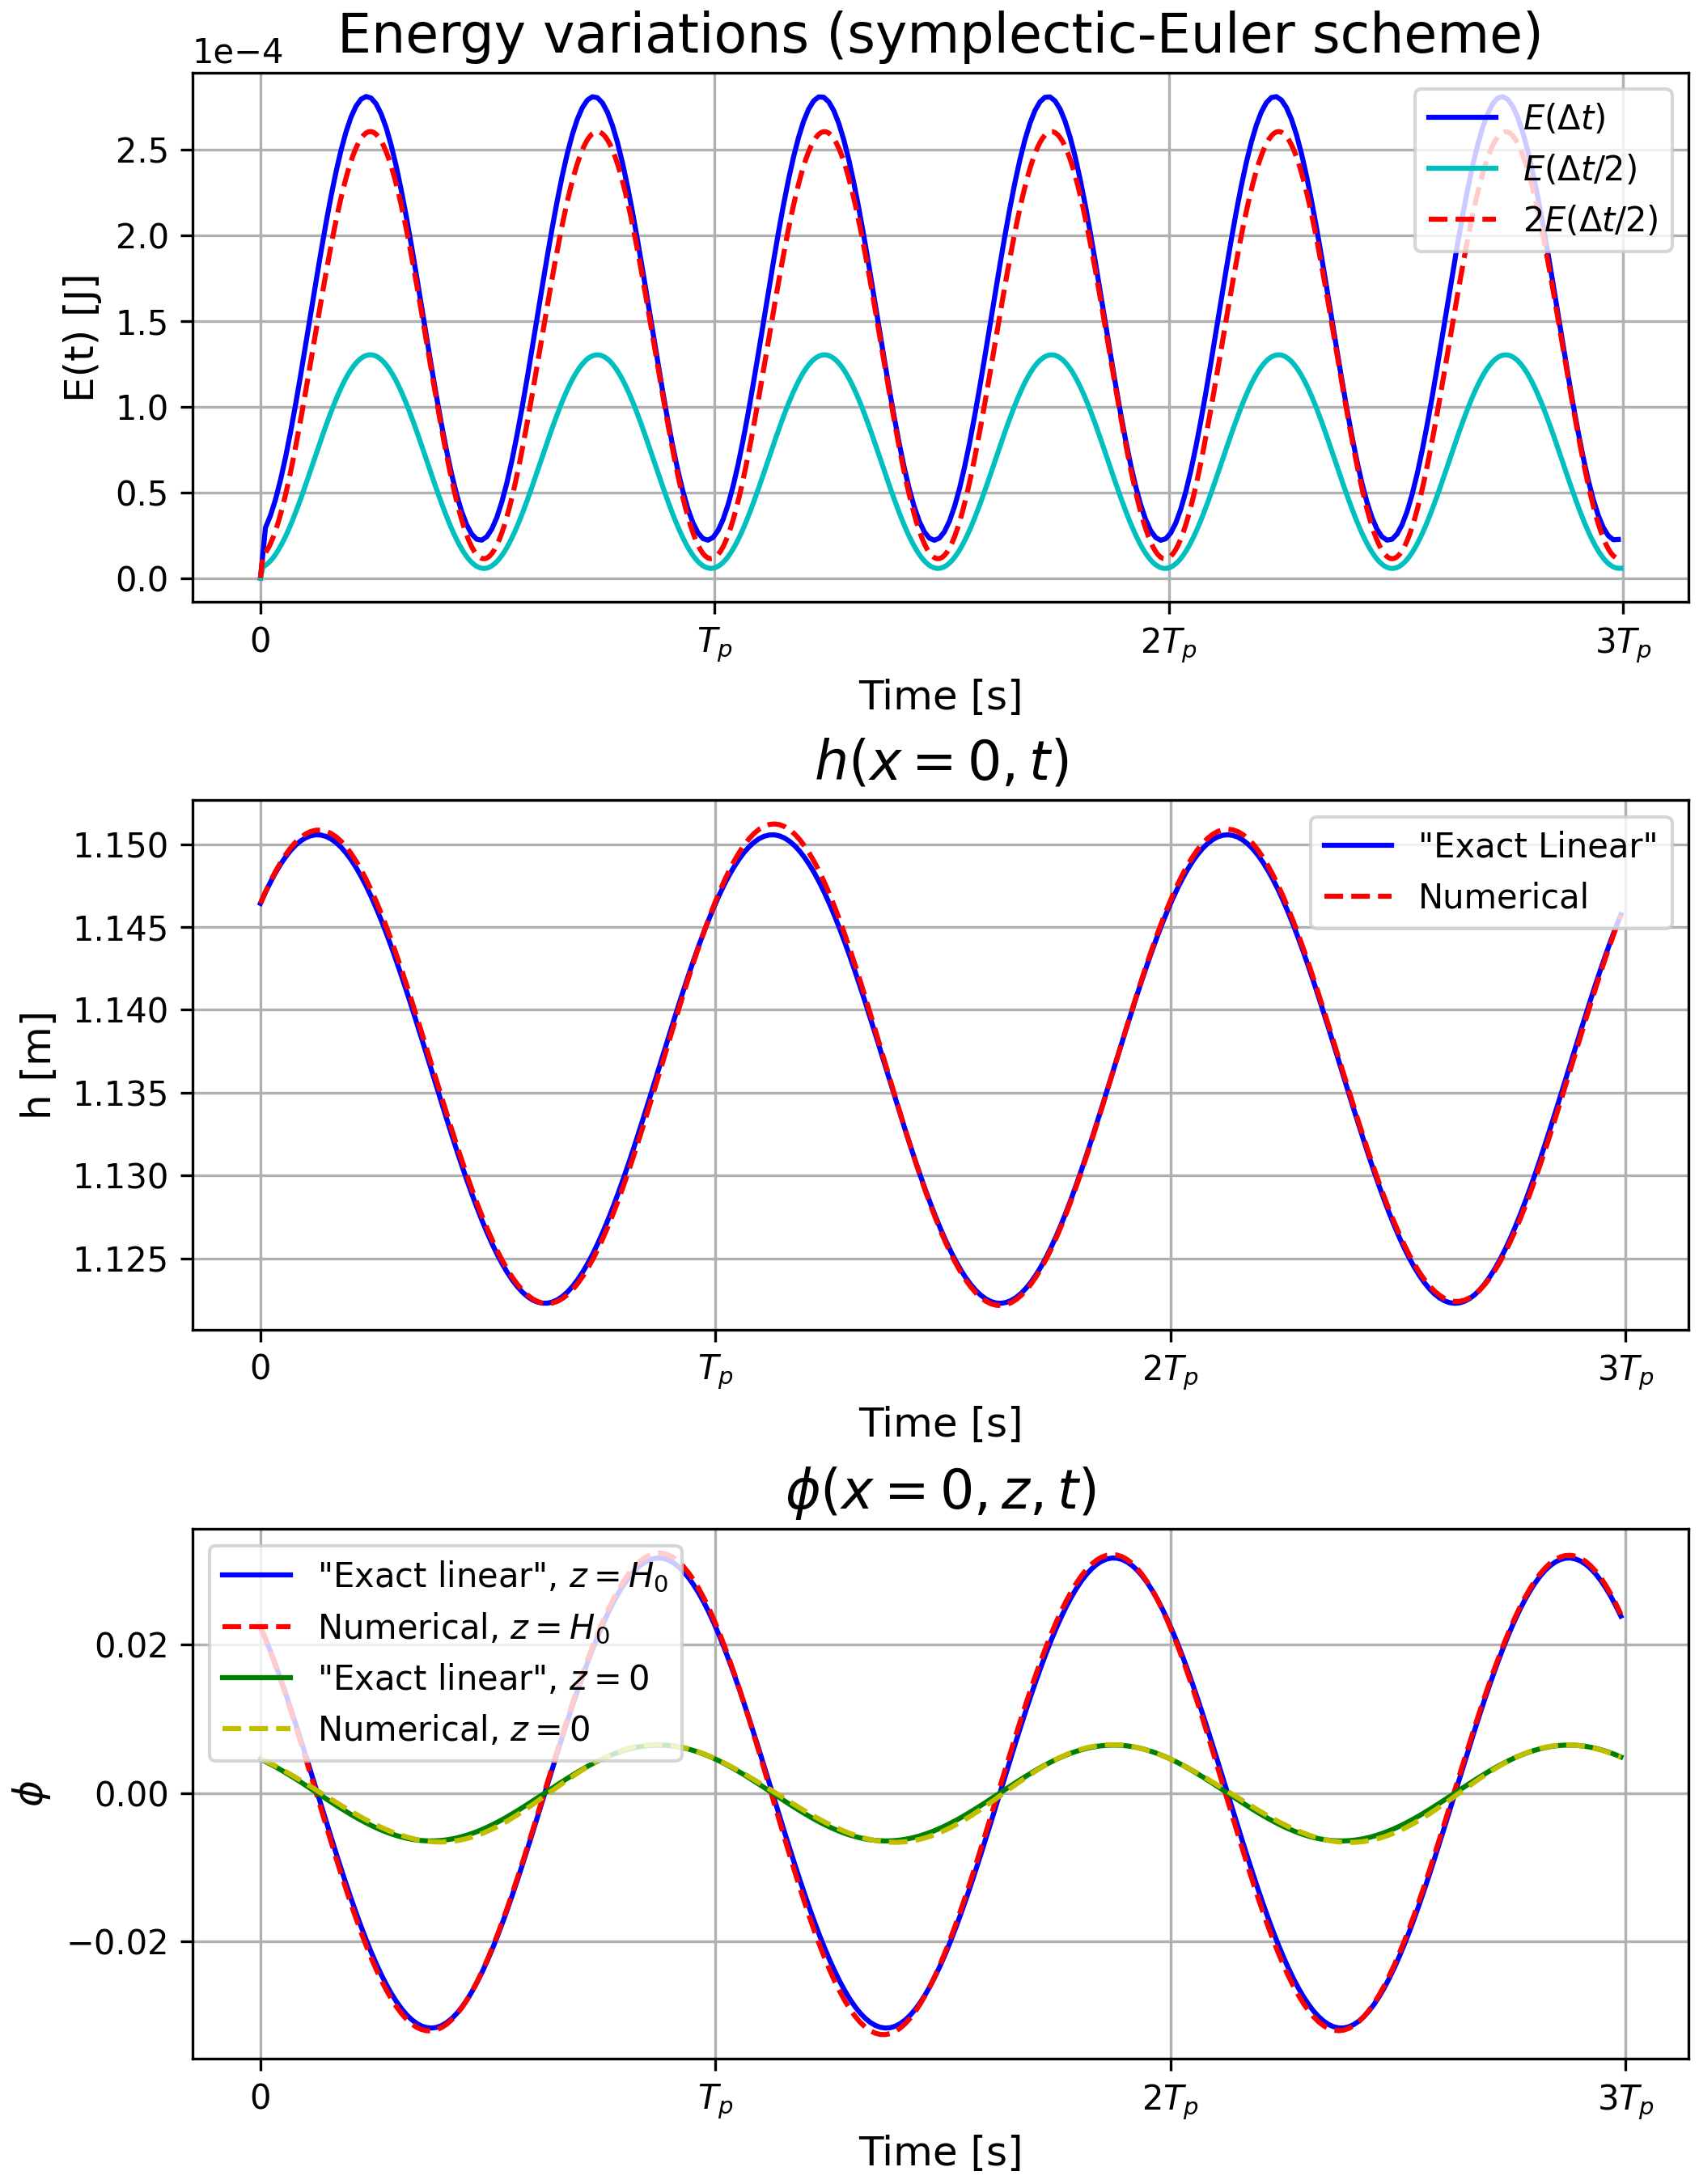 Energy variations (symplectic-Euler scheme)
1e−4
E(t) [J]
2.5
2.0
1.5
1.0
0.5
0.0
E(Δt)
E(Δt/2)
2E(Δt/2)
0 T_p 2T_p 3T_p
Time [s]
h(x = 0, t)
h [m]
1.150
1.145
1.140
1.135
1.130
1.125
"Exact Linear"
Numerical
0 T_p 2T_p 3T_p
Time [s]
ϕ(x = 0, z, t)
ϕ
0.02
0.00
−0.02
"Exact linear", z = H_0
Numerical, z = H_0
"Exact linear", z = 0
Numerical, z = 0
0 T_p 2T_p 3T_p
Time [s]